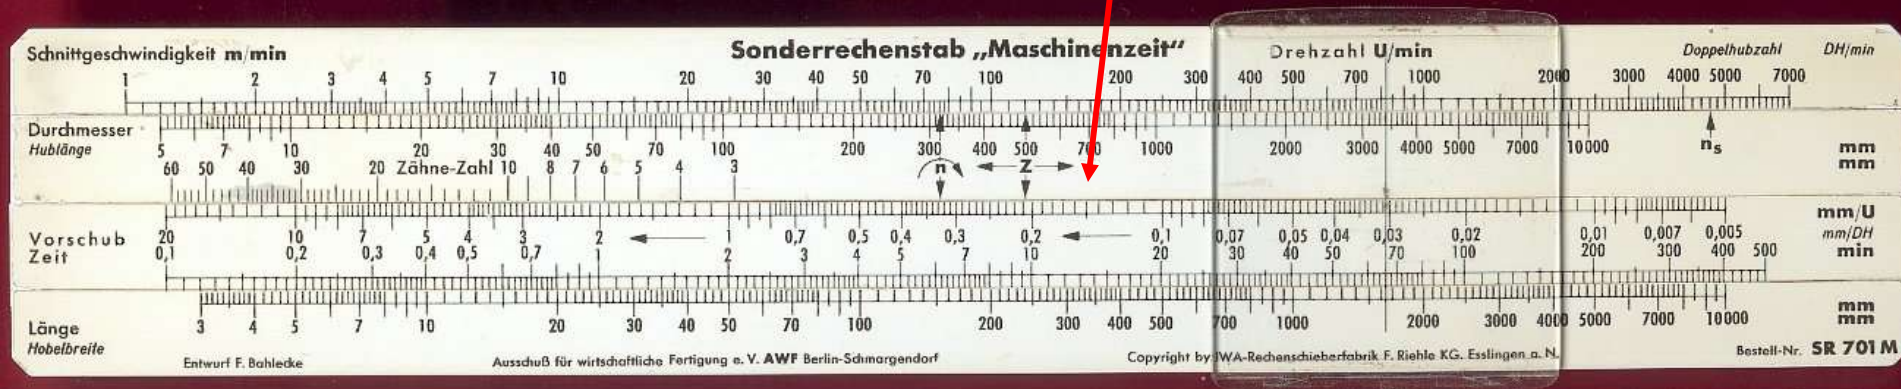 Sonderrechenstab „Maschinenzeit“
Schnittgeschwindigkeit m/min Drehzahl U/min Doppelhubzahl DH/min
1 2 3 4 5 7 10 20 30 40 50 70 100 200 300 400 500 700 1000 2000 3000 4000 5000 7000
Durchmesser
Hublänge
5 7 10 20 30 40 50 70 100 200 300 400 500 700 1000 2000 3000 4000 5000 7000 10000 ns mm
mm
60 50 40 30 20 Zähne-Zahl 10 8 7 6 5 4 3 n Z
Vorschub 20 10 7 5 4 3 2 1 0,7 0,5 0,4 0,3 0,2 0,1 0,07 0,05 0,04 0,03 0,02 0,01 0,007 0,005 mm/U
mm/DH
Zeit 0,1 0,2 0,3 0,4 0,5 0,7 1 2 3 4 5 7 10 20 30 40 50 70 100 200 300 400 500 min
Länge 3 4 5 7 10 20 30 40 50 70 100 200 300 400 500 700 1000 2000 3000 4000 5000 7000 10000 mm
mm
Hobelbreite
Entwurf F. Bahlecke Ausschuß für wirtschaftliche Fertigung e. V. AWF Berlin-Schmargendorf Copyright by IWA-Rechenschieberfabrik F. Riehle KG. Esslingen a. N. Bestell-Nr. SR 701 M